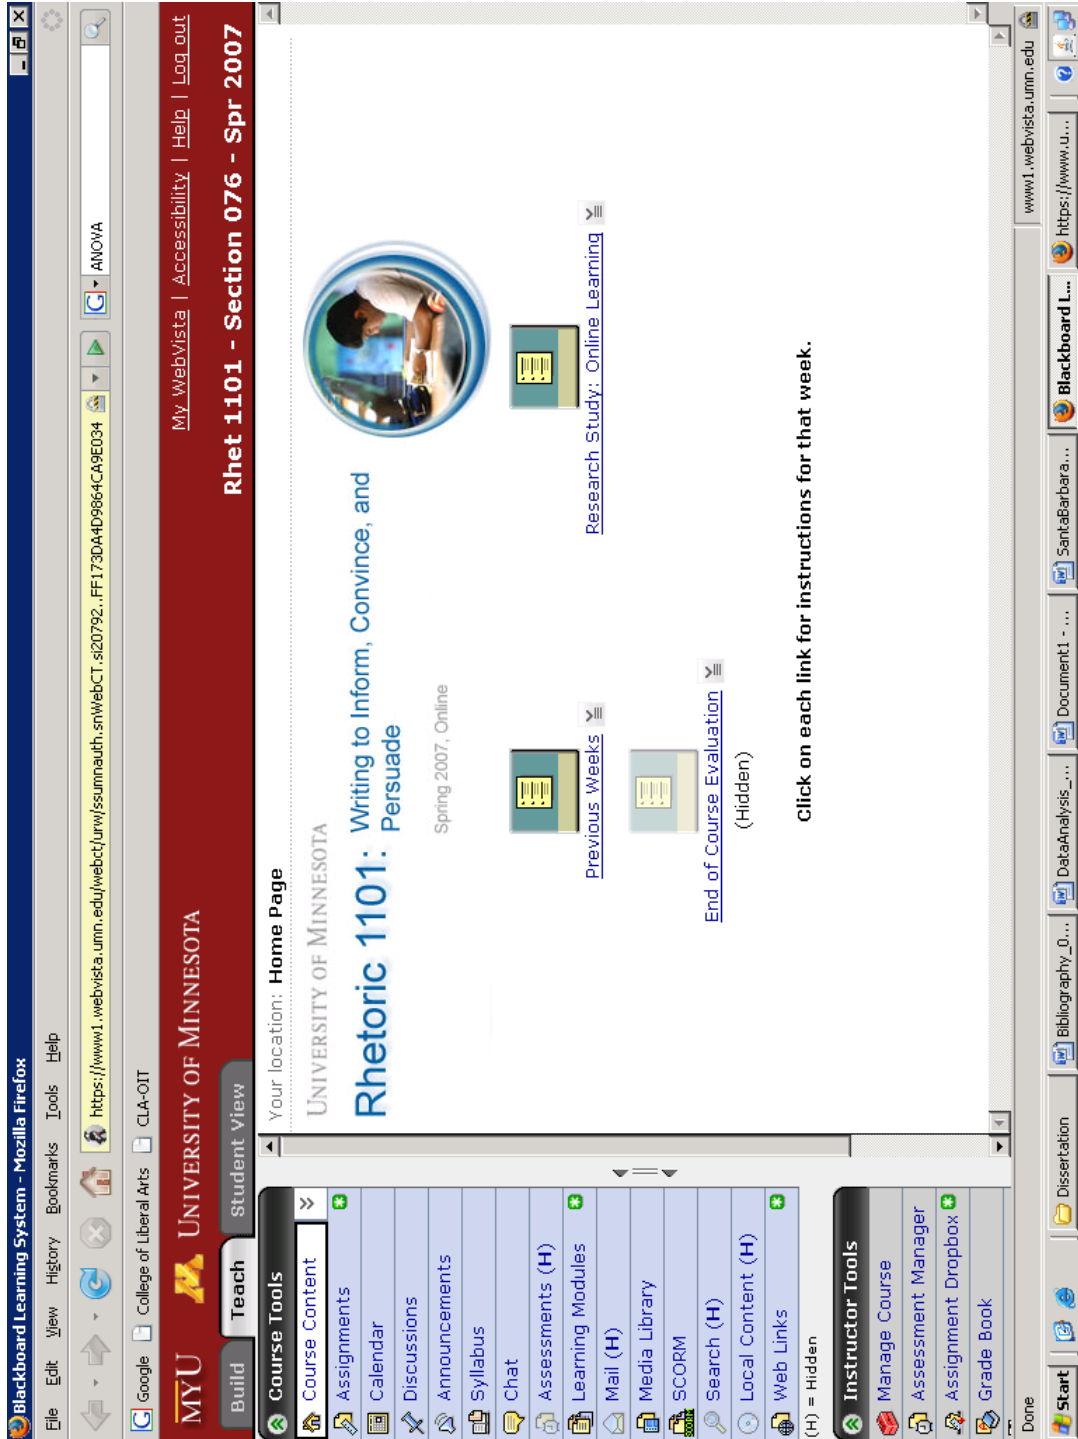 Blackboard Learning System - Mozilla Firefox
File Edit View History Bookmarks Tools Help
https://www1.webvista.umn.edu/webct/urw/ssumnauth.snWebCT.si20792..FF173DA4D9864CA9E034
ANOVA
Google College of Liberal Arts CLA-OIT
MYU UNIVERSITY OF MINNESOTA
My WebVista | Accessibility | Help | Log out
Build Teach Student View
Rhet 1101 - Section 076 - Spr 2007
Course Tools
Course Content
Assignments
Calendar
Discussions
Announcements
Syllabus
Chat
Assessments (H)
Learning Modules
Mail (H)
Media Library
SCORM
Search (H)
Local Content (H)
Web Links
(H) = Hidden
Instructor Tools
Manage Course
Assessment Manager
Assignment Dropbox
Grade Book
Your location: Home Page
UNIVERSITY OF MINNESOTA
Rhetoric 1101: Writing to Inform, Convince, and
Persuade
Spring 2007, Online
Previous Weeks
Research Study: Online Learning
End of Course Evaluation
(Hidden)
Click on each link for instructions for that week.
Done
www1.webvista.umn.edu
Start Dissertation Bibliography_0... DataAnalysis_... Document1 - ... SantaBarbara... Blackboard L... https://www.u...